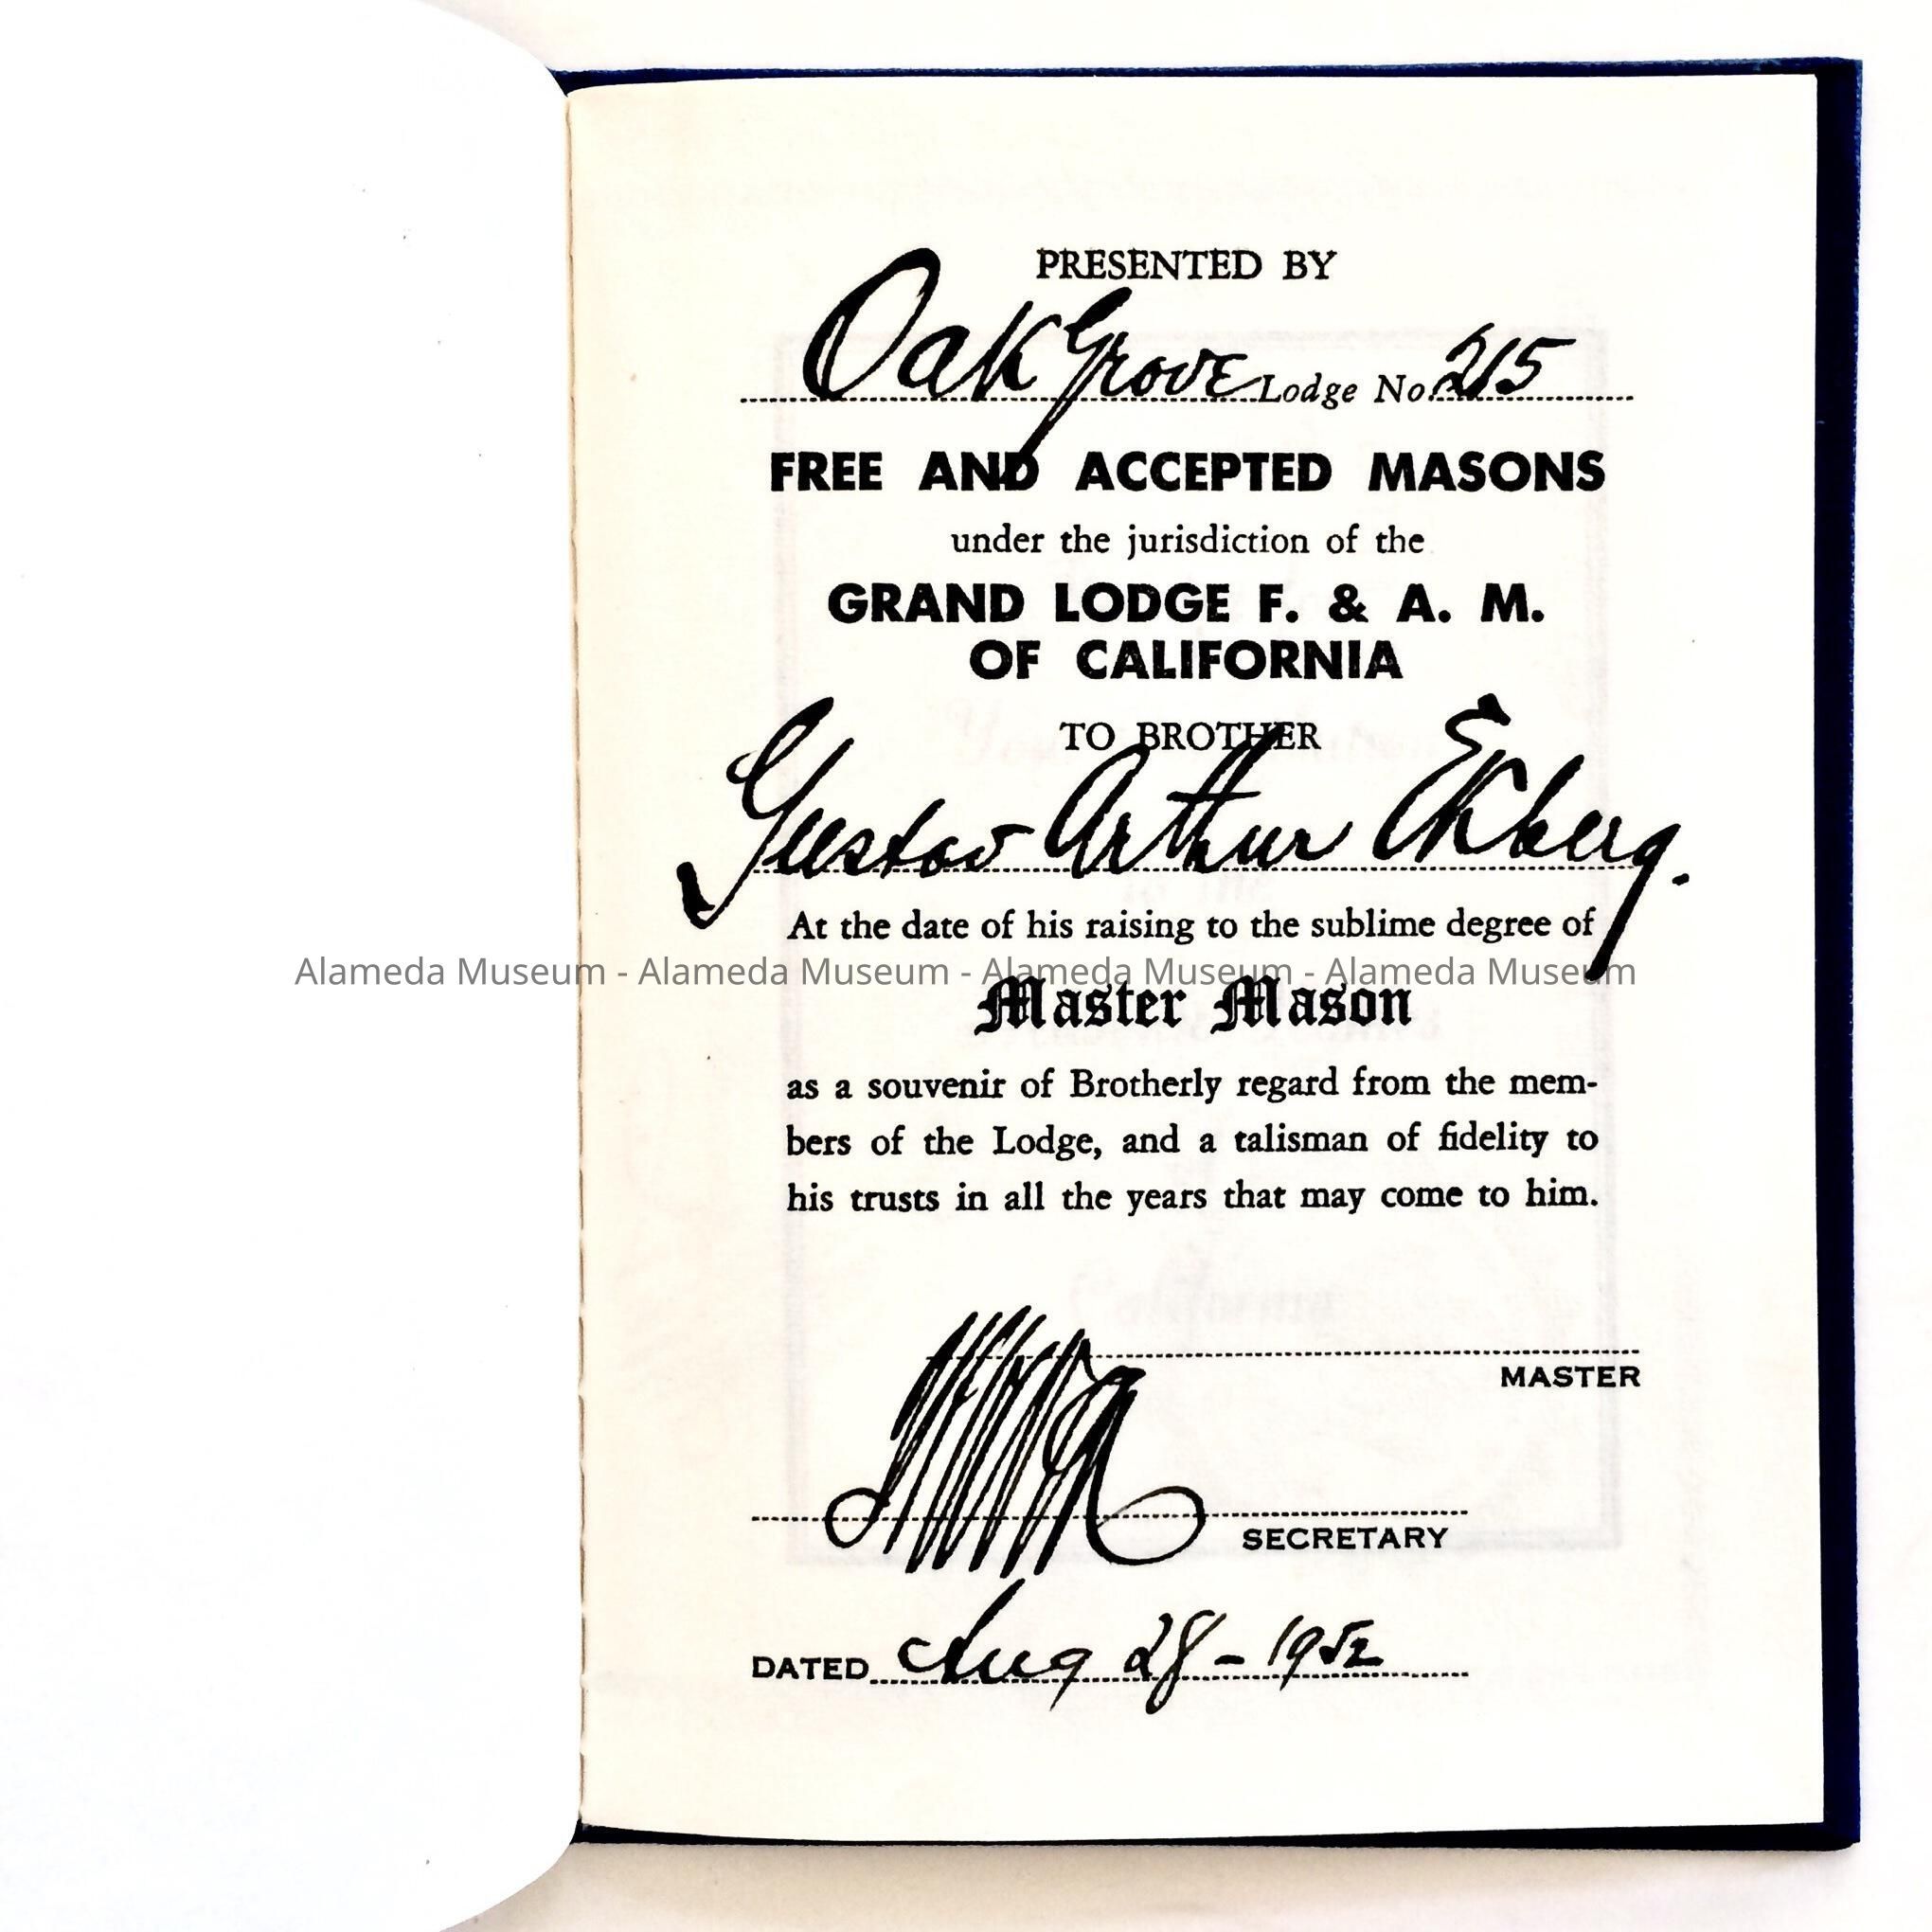 PRESENTED BY
Oak Grove Lodge No. 215
FREE AND ACCEPTED MASONS
under the jurisdiction of the
GRAND LODGE F. & A. M.
OF CALIFORNIA
TO BROTHER
Gustav Arthur Ekberg.
At the date of his raising to the sublime degree of
Alameda Museum - Alameda Museum - Alameda Museum - Alameda Museum
Master Mason
as a souvenir of Brotherly regard from the mem-
bers of the Lodge, and a talisman of fidelity to
his trusts in all the years that may come to him.
MASTER
SECRETARY
DATED Aug 28 - 1952